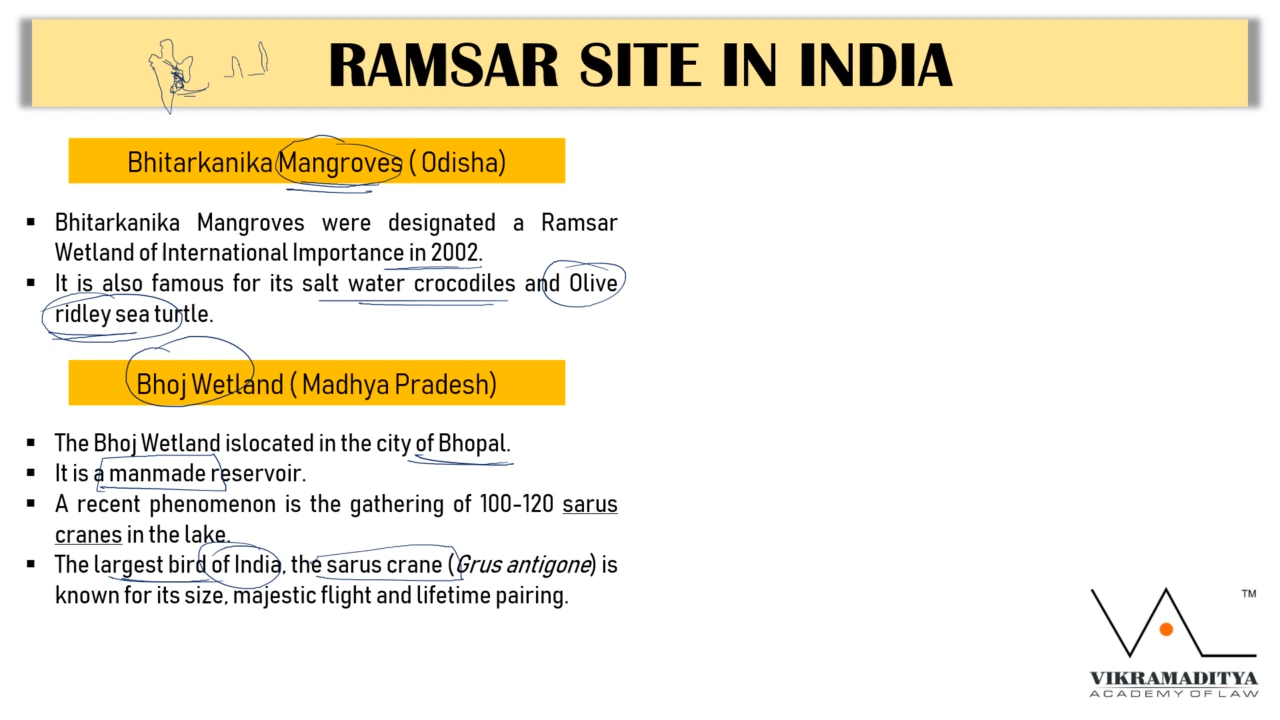 RAMSAR SITE IN INDIA
Bhitarkanika Mangroves ( Odisha)
▪ Bhitarkanika Mangroves were designated a Ramsar
Wetland of International Importance in 2002.
▪ It is also famous for its salt water crocodiles and Olive
ridley sea turtle.
Bhoj Wetland ( Madhya Pradesh)
▪ The Bhoj Wetland islocated in the city of Bhopal.
▪ It is a manmade reservoir.
▪ A recent phenomenon is the gathering of 100-120 sarus
cranes in the lake.
▪ The largest bird of India, the sarus crane (Grus antigone) is
known for its size, majestic flight and lifetime pairing.
TM
VIKRAMADITYA
ACADEMY OF LAW